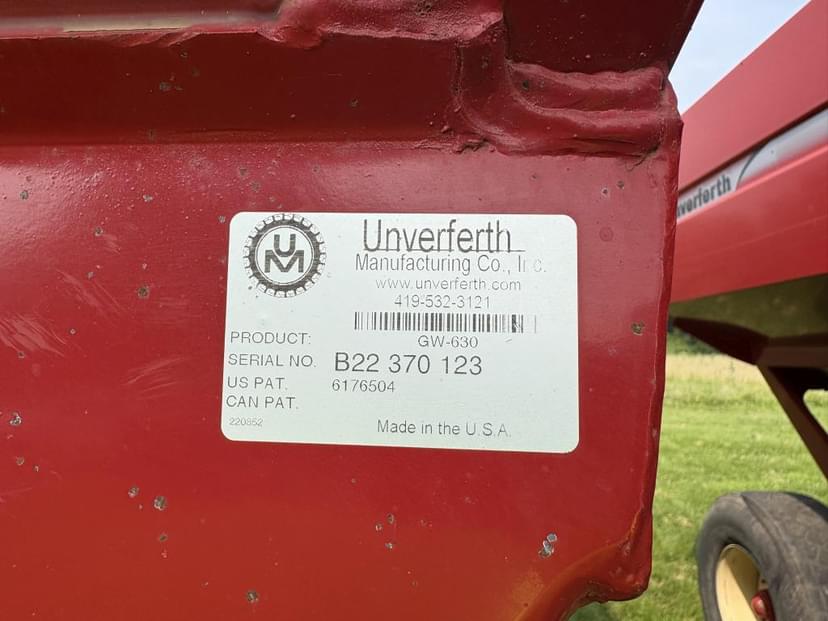 UM
Unverferth
Manufacturing Co., Inc.
www.unverferth.com
419-532-3121
PRODUCT: GW-630
SERIAL NO. B22 370 123
US PAT. 6176504
CAN PAT.
220852
Made in the U.S.A.
unverferth